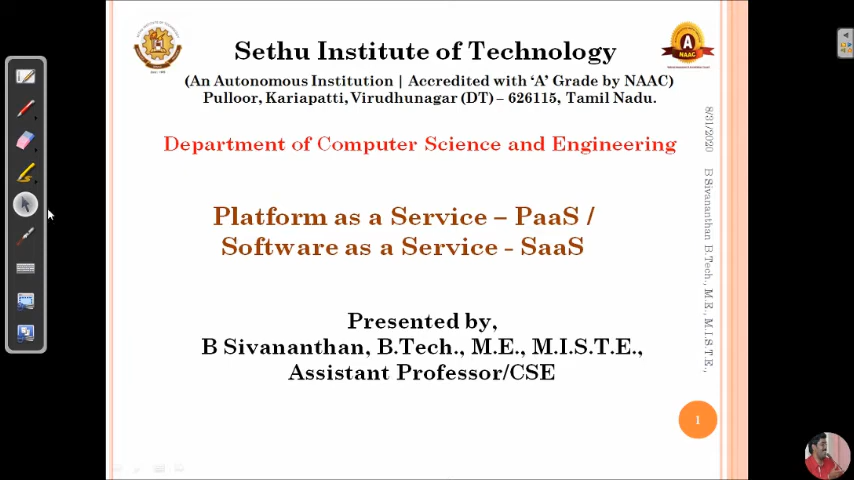 Sethu Institute of Technology
(An Autonomous Institution | Accredited with ‘A’ Grade by NAAC)
Pulloor, Kariapatti, Virudhunagar (DT) – 626115, Tamil Nadu.
Department of Computer Science and Engineering
Platform as a Service – PaaS /
Software as a Service - SaaS
Presented by,
B Sivananthan, B.Tech., M.E., M.I.S.T.E.,
Assistant Professor/CSE
8/31/2020 B Sivananthan B.Tech., M.E., M.I.S.T.E.,
1
A
NAAC